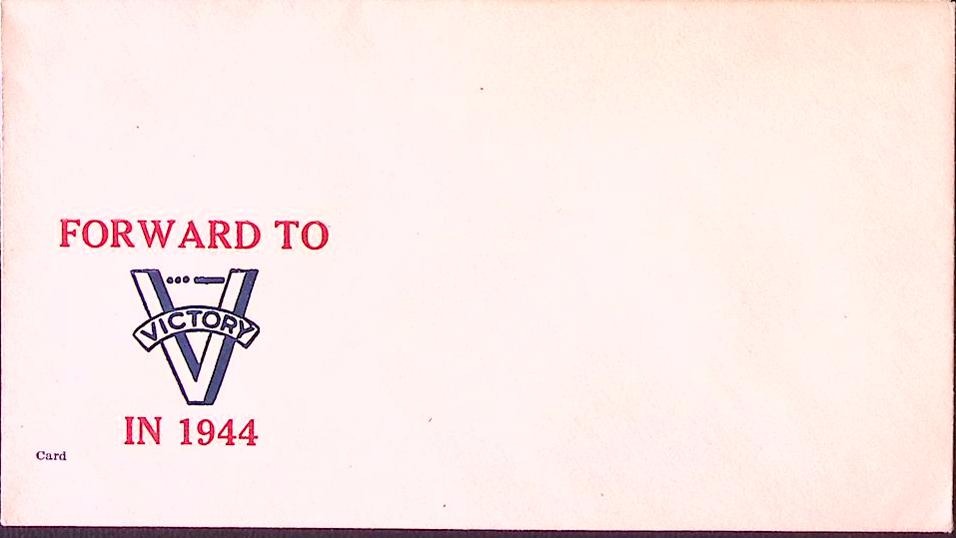 FORWARD TO
VICTORY
IN 1944
Card